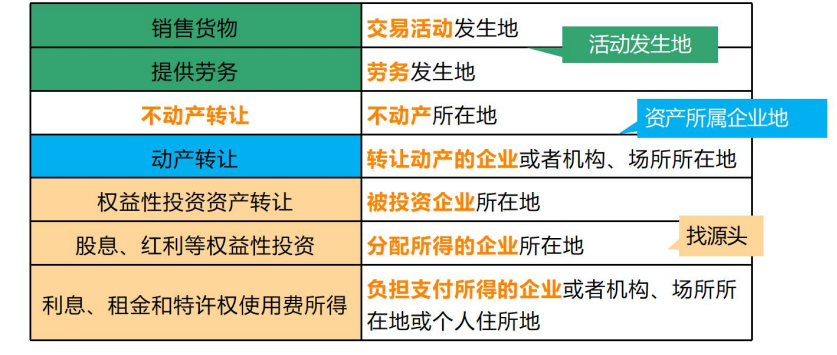 销售货物
交易活动发生地
活动发生地
提供劳务
劳务发生地
不动产转让
不动产所在地
资产所属企业地
动产转让
转让动产的企业或者机构、场所所在地
权益性投资资产转让
被投资企业所在地
股息、红利等权益性投资
分配所得的企业所在地
找源头
利息、租金和特许权使用费所得
负担支付所得的企业或者机构、场所所
在地或个人住所地